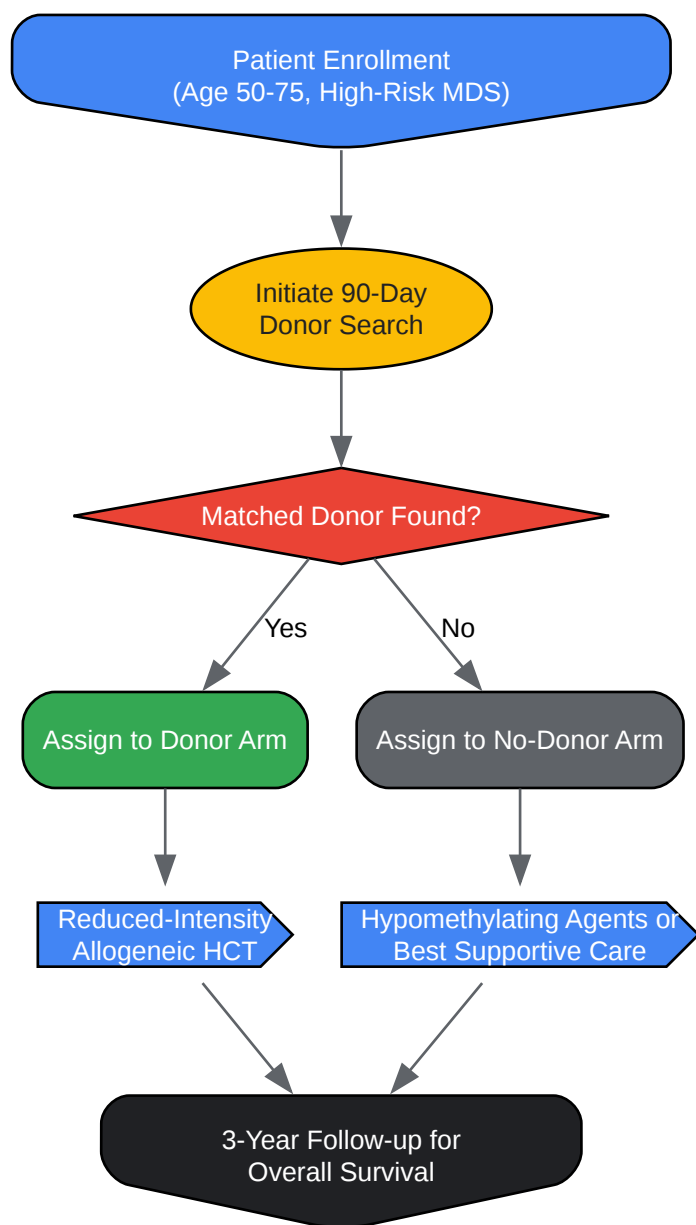 Patient Enrollment
(Age 50-75, High-Risk MDS)
Initiate 90-Day
Donor Search
Matched Donor Found?
Yes
No
Assign to Donor Arm
Assign to No-Donor Arm
Reduced-Intensity
Allogeneic HCT
Hypomethylating Agents or
Best Supportive Care
3-Year Follow-up for
Overall Survival